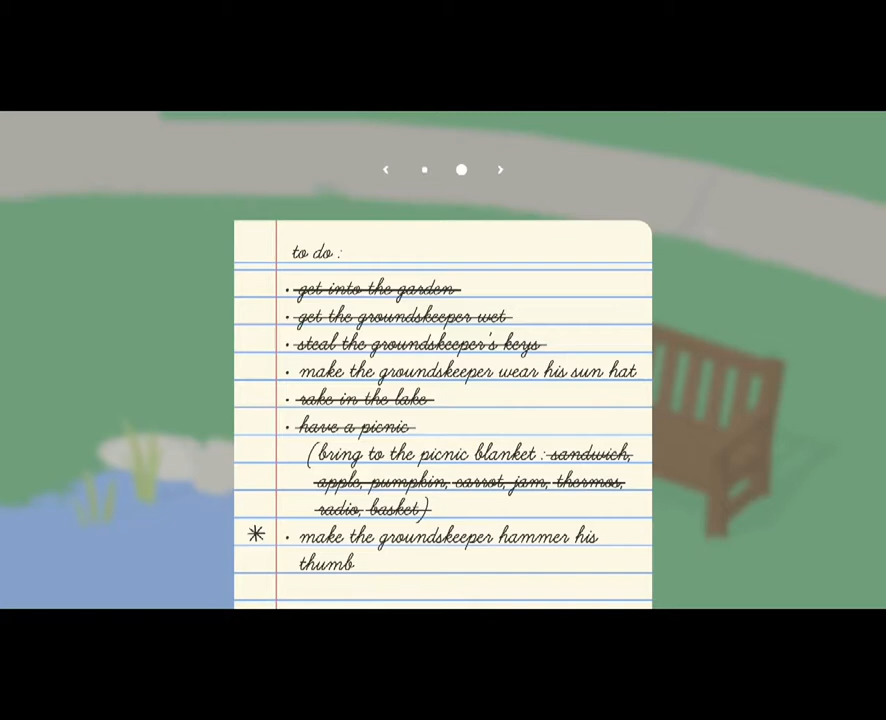 to do :
· get into the garden
· get the groundskeeper wet
· steal the groundskeeper's keys
· make the groundskeeper wear his sun hat
· rake in the lake
· have a picnic
(bring to the picnic blanket : sandwich,
apple, pumpkin, carrot, jam, thermos,
radio, basket)
· make the groundskeeper hammer his
thumb